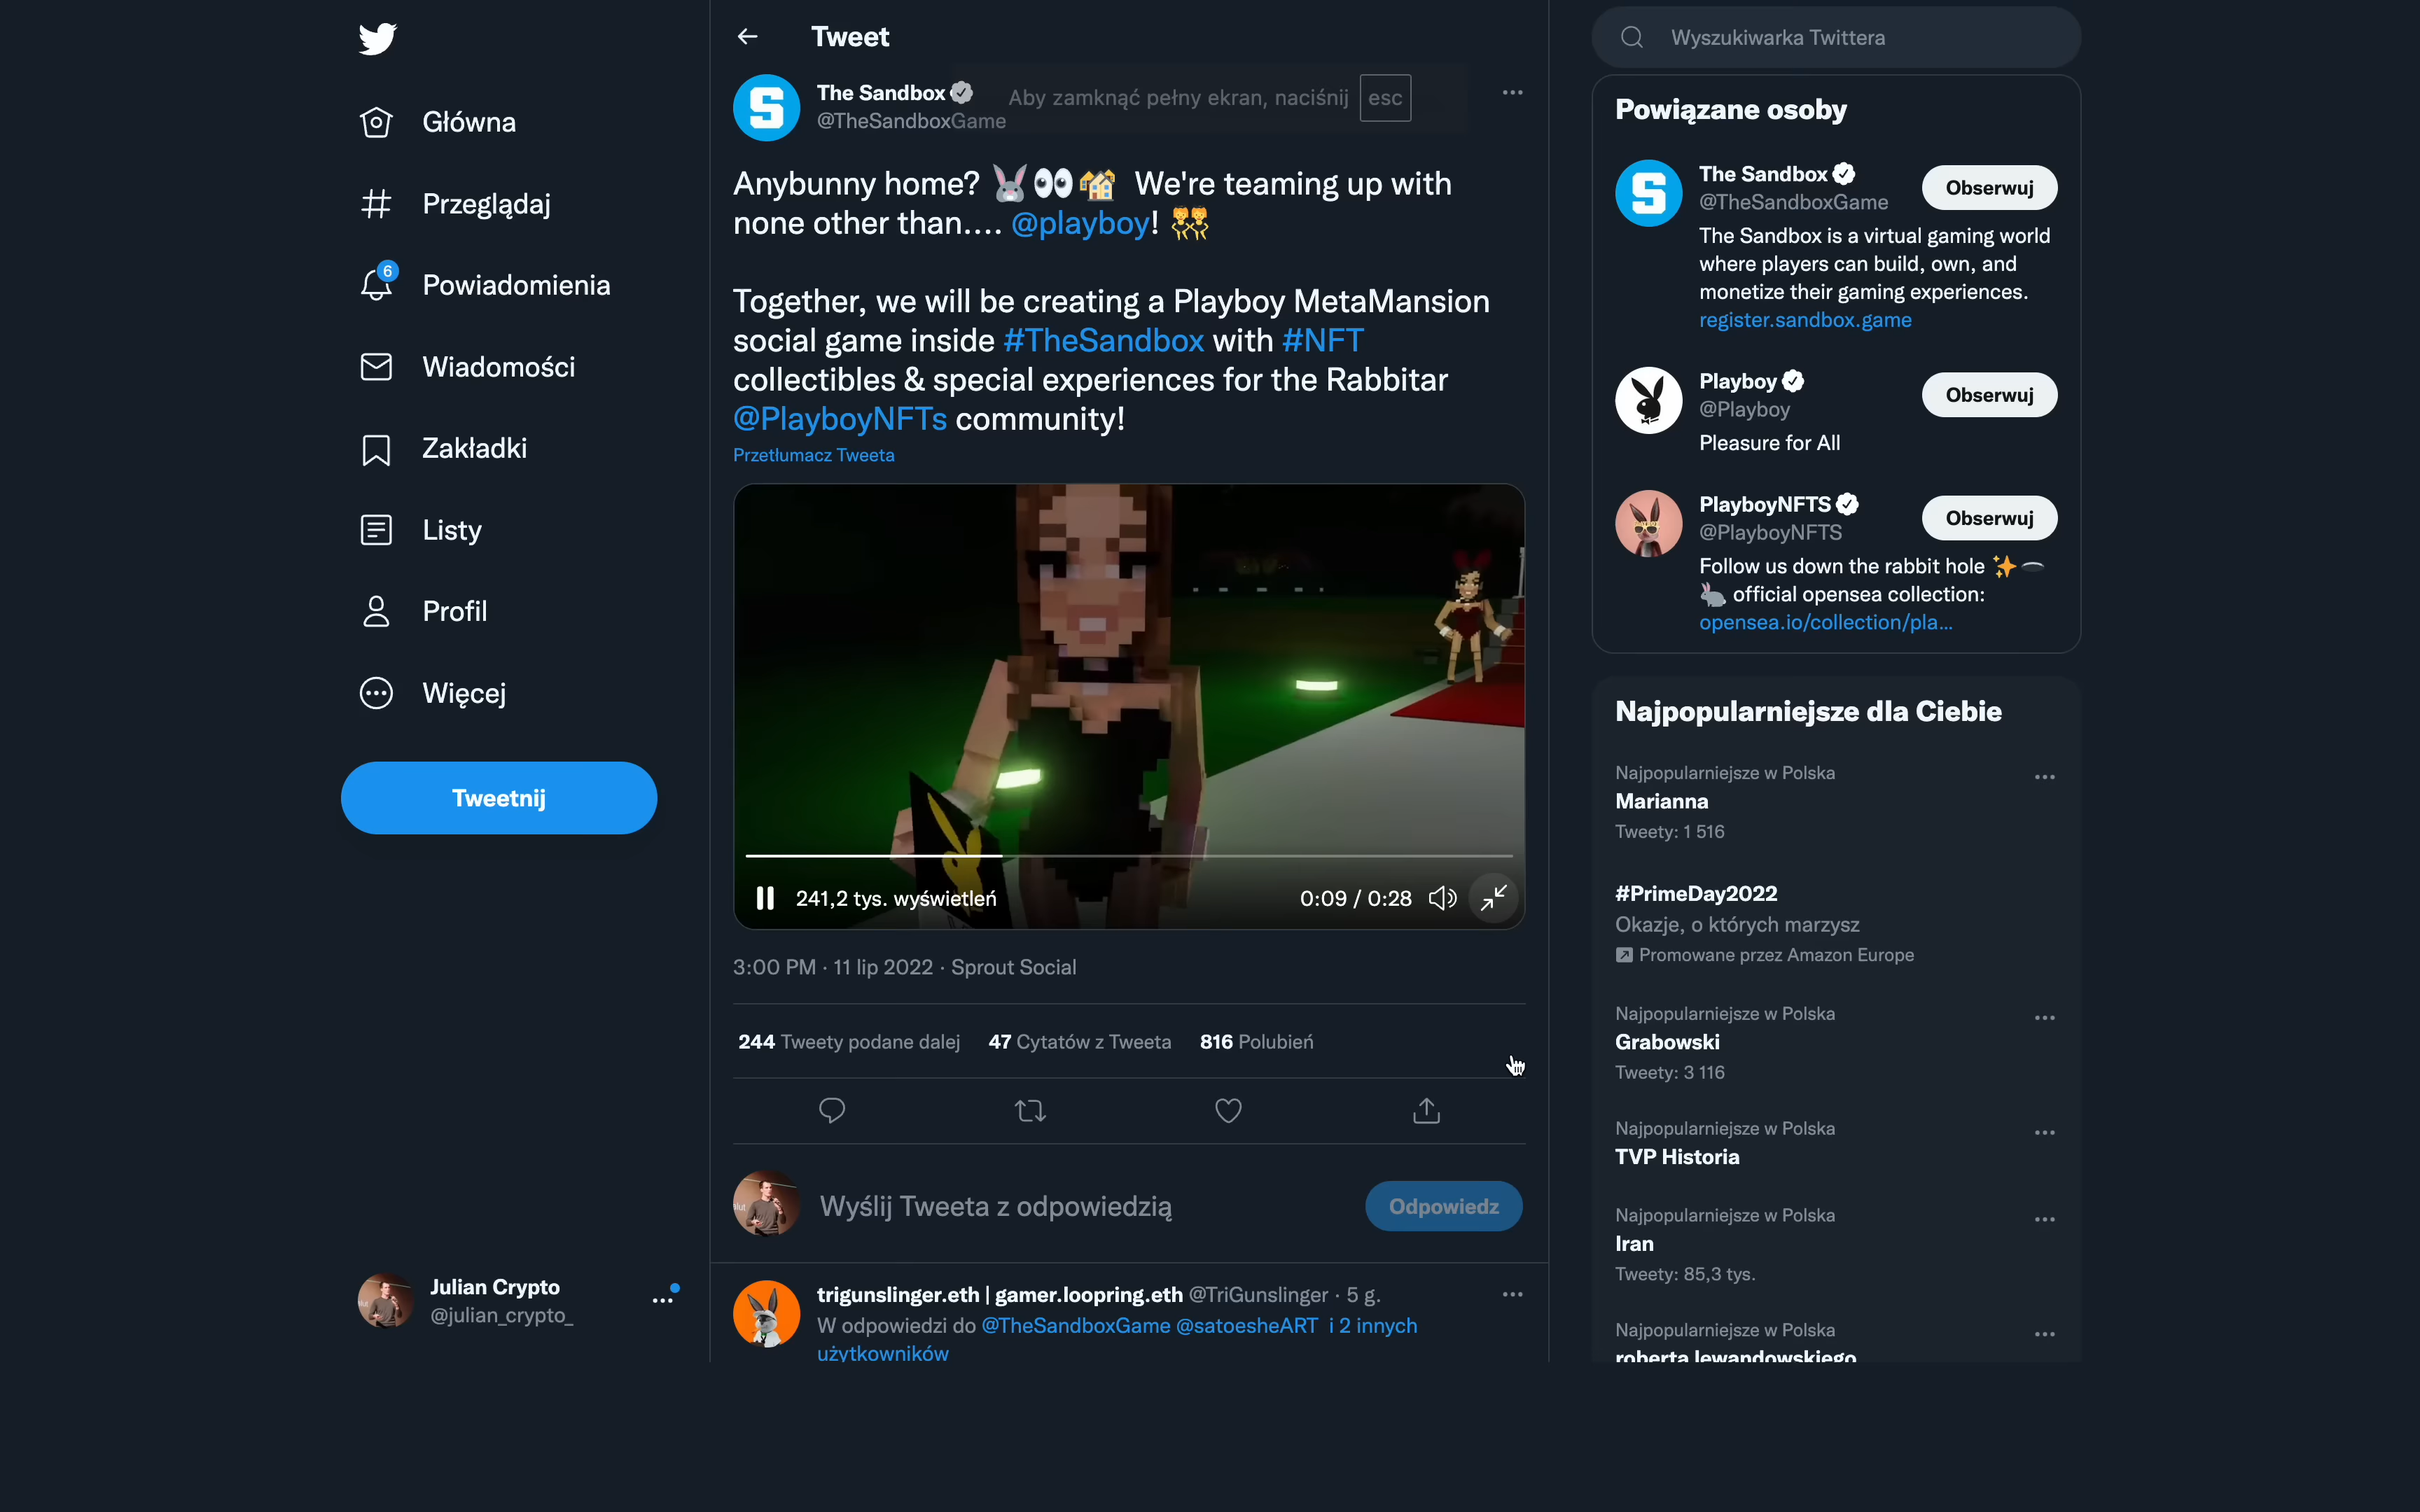 Główna
Przeglądaj
6
Powiadomienia
Wiadomości
Zakładki
Listy
Profil
Więcej
Tweetnij
Julian Crypto
@julian_crypto_
Tweet
The Sandbox
@TheSandboxGame
Aby zamknąć pełny ekran, naciśnij esc
Anybunny home? 🐰👀🏘️ We're teaming up with
none other than.... @playboy! 👯
Together, we will be creating a Playboy MetaMansion
social game inside #TheSandbox with #NFT
collectibles & special experiences for the Rabbitar
@PlayboyNFTs community!
Przetłumacz Tweeta
241,2 tys. wyświetleń
0:09 / 0:28
3:00 PM · 11 lip 2022 · Sprout Social
244 Tweety podane dalej 47 Cytatów z Tweeta 816 Polubień
Wyślij Tweeta z odpowiedzią
Odpowiedz
trigunslinger.eth | gamer.loopring.eth @TriGunslinger · 5 g.
W odpowiedzi do @TheSandboxGame @satoesheART i 2 innych
użytkowników
Wyszukiwarka Twittera
Powiązane osoby
The Sandbox
@TheSandboxGame
Obserwuj
The Sandbox is a virtual gaming world
where players can build, own, and
monetize their gaming experiences.
register.sandbox.game
Playboy
@Playboy
Obserwuj
Pleasure for All
PlayboyNFTS
@PlayboyNFTS
Obserwuj
Follow us down the rabbit hole ✨🕳️
🐇 official opensea collection:
opensea.io/collection/pla...
Najpopularniejsze dla Ciebie
Najpopularniejsze w Polska
Marianna
Tweety: 1 516
#PrimeDay2022
Okazje, o których marzysz
Promowane przez Amazon Europe
Najpopularniejsze w Polska
Grabowski
Tweety: 3 116
Najpopularniejsze w Polska
TVP Historia
Najpopularniejsze w Polska
Iran
Tweety: 85,3 tys.
Najpopularniejsze w Polska
roberta lewandowskiego